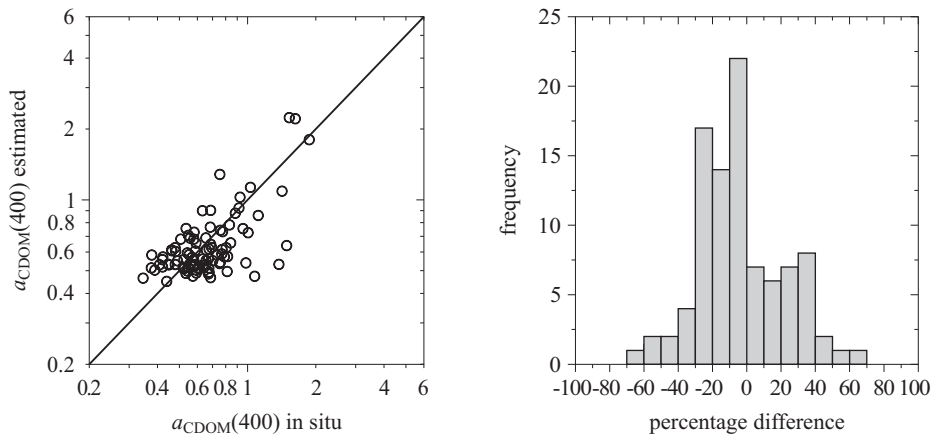 6
4
2
1
0.8
0.6
0.4
0.2
aCDOM(400) estimated
0.2 0.4 0.6 0.8 1 2 4 6
aCDOM(400) in situ
25
20
15
10
5
0
frequency
-100 -80 -60 -40 -20 0 20 40 60 80 100
percentage difference